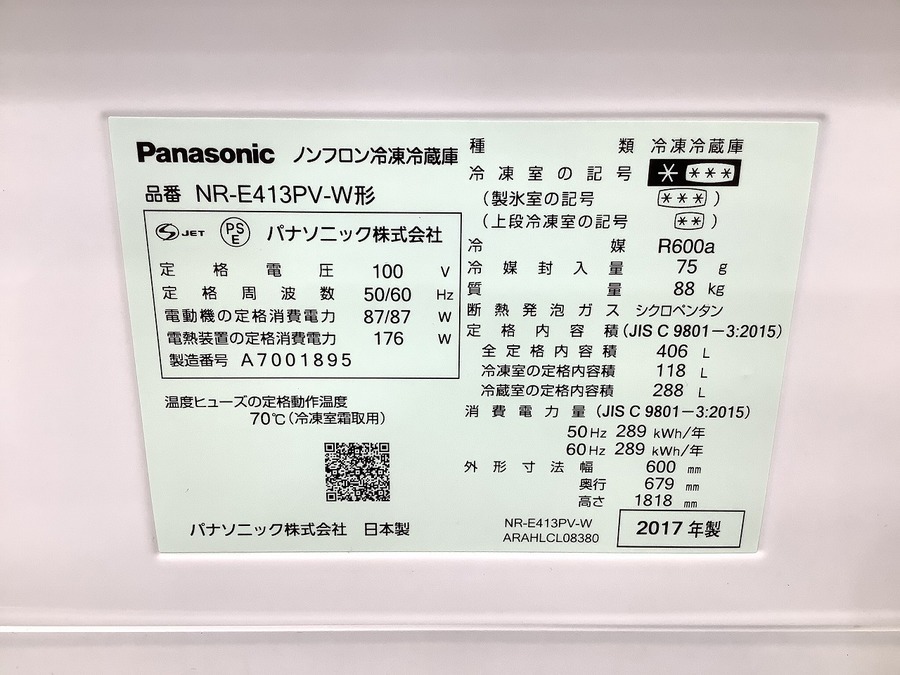 Panasonic ノンフロン冷凍冷蔵庫
品番 NR-E413PV-W形
JET PSE パナソニック株式会社
定格電圧 100 V
定格周波数 50/60 Hz
電動機の定格消費電力 87/87 W
電熱装置の定格消費電力 176 W
製造番号 A7001895
温度ヒューズの定格動作温度
70℃(冷凍室霜取用)
パナソニック株式会社 日本製
種類 冷凍冷蔵庫
冷凍室の記号 * ***
(製氷室の記号 *** )
(上段冷凍室の記号 ** )
冷媒 R600a
冷媒封入量 75 g
質量 88 kg
断熱発泡ガス シクロペンタン
定格内容積 (JIS C 9801-3:2015)
全定格内容積 406 L
冷凍室の定格内容積 118 L
冷蔵室の定格内容積 288 L
消費電力量 (JIS C 9801-3:2015)
50Hz 289 kWh/年
60Hz 289 kWh/年
外形寸法幅 600 mm
奥行 679 mm
高さ 1818 mm
NR-E413PV-W
ARAHLCL08380
2017年製